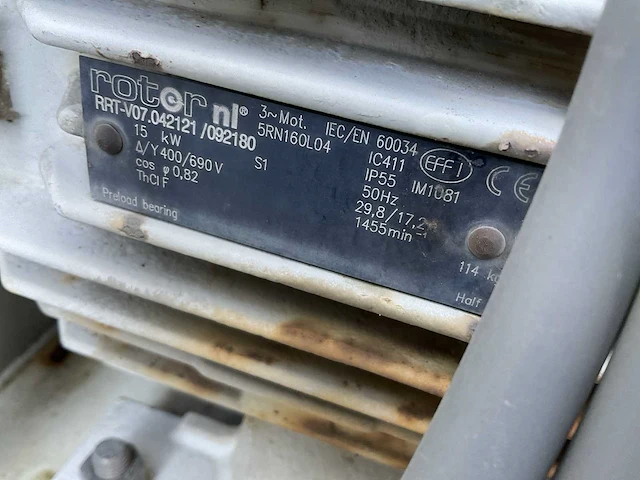 rotor nl®
3~Mot. IEC/EN 60034
RRT-V07.042121/092180 5RN160L04 IC411 EFF1 CE
15 kW IP55 IM1081
Δ/Y 400/690 V S1 50Hz
cos φ 0,82 29,8/17,2
ThCl F 1455min⁻¹
Preload bearing 114 kg
Half